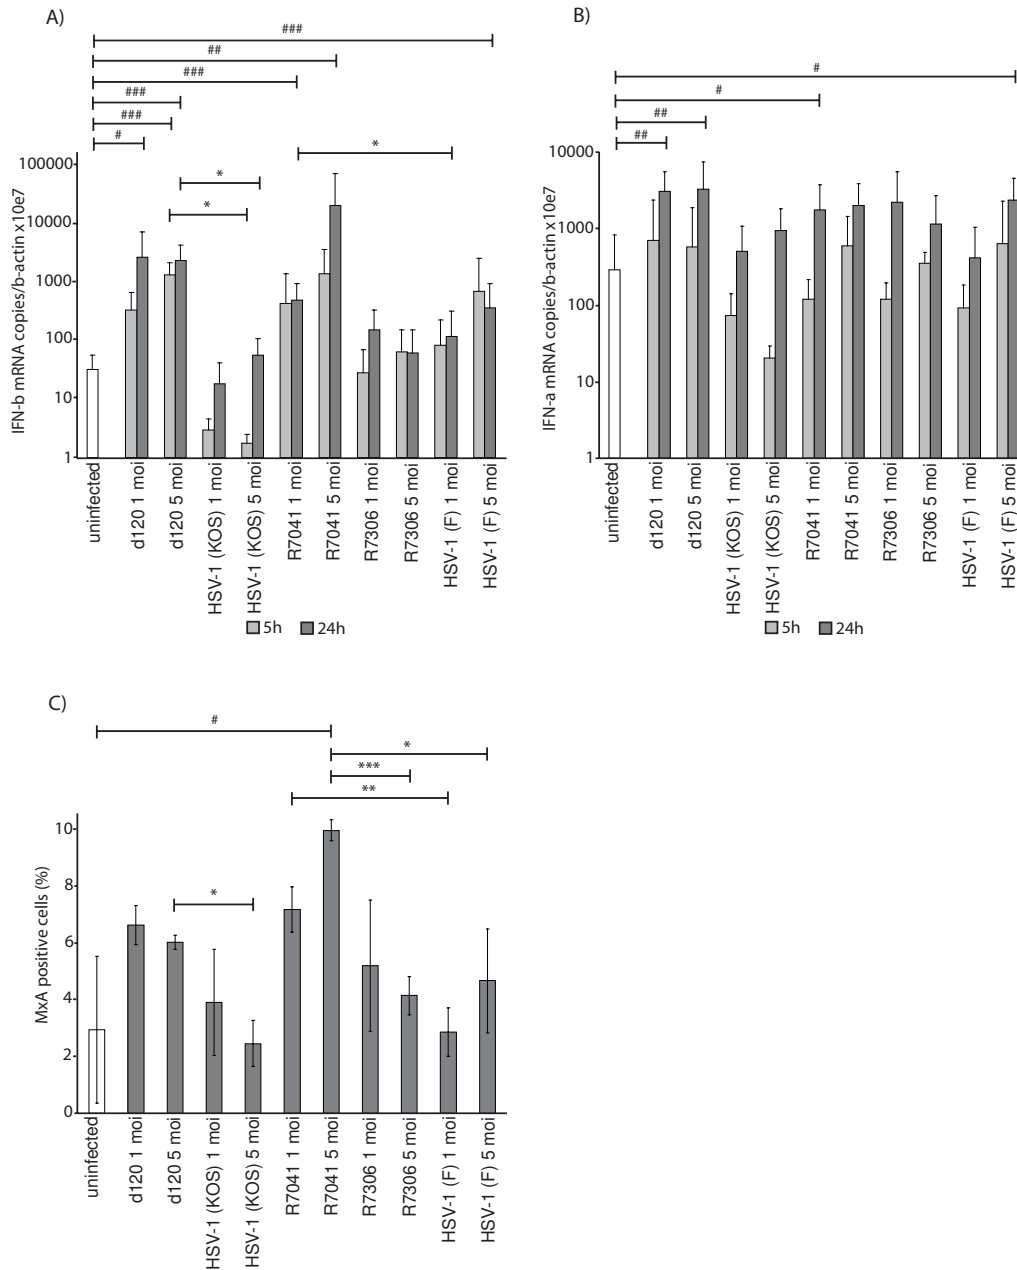 A)
###
##
###
###
###
#
*
*
*
IFN-b mRNA copies/b-actin x10e7
100000
10000
1000
100
10
1
uninfected
d120 1 moi
d120 5 moi
HSV-1 (KOS) 1 moi
HSV-1 (KOS) 5 moi
R7041 1 moi
R7041 5 moi
R7306 1 moi
R7306 5 moi
HSV-1 (F) 1 moi
HSV-1 (F) 5 moi
5h 24h
B)
#
#
##
##
IFN-a mRNA copies/b-actin x10e7
10000
1000
100
10
1
uninfected
d120 1 moi
d120 5 moi
HSV-1 (KOS) 1 moi
HSV-1 (KOS) 5 moi
R7041 1 moi
R7041 5 moi
R7306 1 moi
R7306 5 moi
HSV-1 (F) 1 moi
HSV-1 (F) 5 moi
5h 24h
C)
#
*
***
**
*
MxA positive cells (%)
10
8
6
4
2
0
uninfected
d120 1 moi
d120 5 moi
HSV-1 (KOS) 1 moi
HSV-1 (KOS) 5 moi
R7041 1 moi
R7041 5 moi
R7306 1 moi
R7306 5 moi
HSV-1 (F) 1 moi
HSV-1 (F) 5 moi